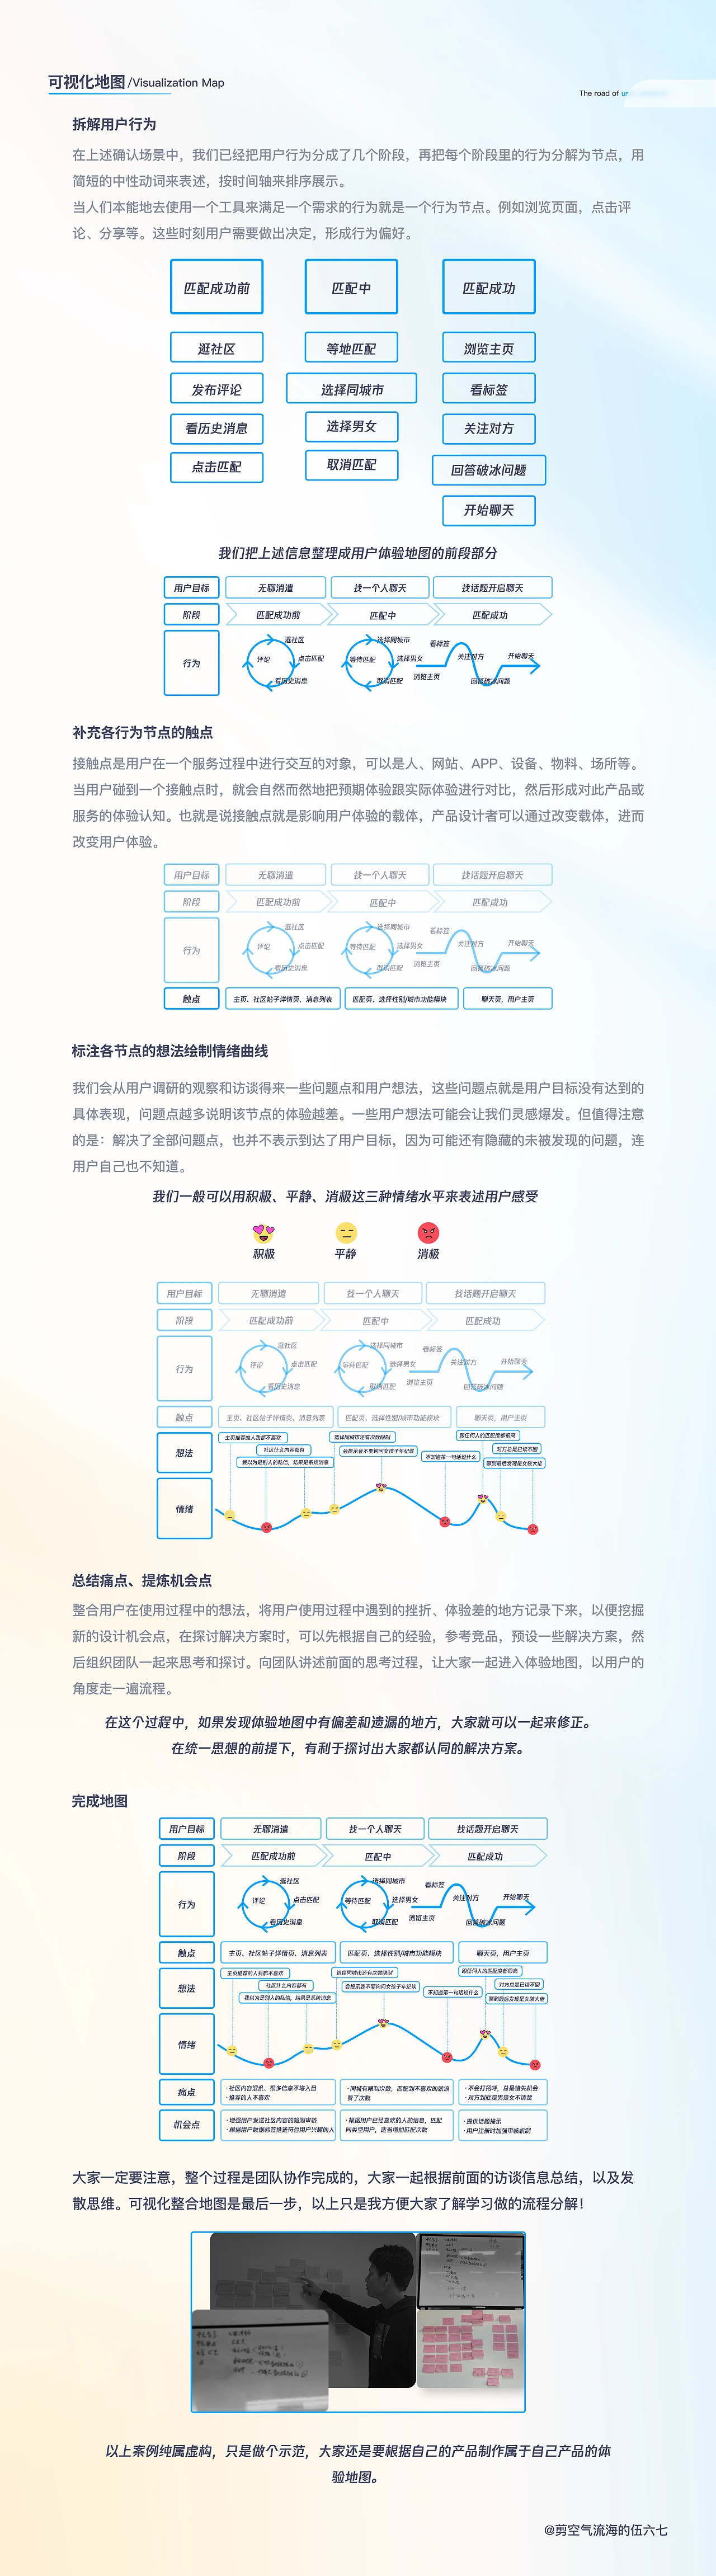 可视化地图/Visualization Map
The road of
拆解用户行为
在上述确认场景中，我们已经把用户行为分成了几个阶段，再把每个阶段里的行为分解为节点，用
简短的中性动词来表述，按时间轴来排序展示。
当人们本能地去使用一个工具来满足一个需求的行为就是一个行为节点。例如浏览页面，点击评
论、分享等。这些时刻用户需要做出决定，形成行为偏好。
匹配成功前 匹配中 匹配成功
逛社区 等地匹配 浏览主页
发布评论 选择同城市 看标签
看历史消息 选择男女 关注对方
点击匹配 取消匹配 回答破冰问题
开始聊天
我们把上述信息整理成用户体验地图的前段部分
用户目标 无聊消遣 找一个人聊天 找话题开启聊天
阶段 匹配成功前 匹配中 匹配成功
行为
逛社区 选择同城市 看标签
评论 点击匹配 等待匹配 选择男女 关注对方 开始聊天
看历史消息 取消匹配 浏览主页 回答破冰问题
补充各行为节点的触点
接触点是用户在一个服务过程中进行交互的对象，可以是人、网站、APP、设备、物料、场所等。
当用户碰到一个接触点时，就会自然而然地把预期体验跟实际体验进行对比，然后形成对此产品或
服务的体验认知。也就是说接触点就是影响用户体验的载体，产品设计者可以通过改变载体，进而
改变用户体验。
用户目标 无聊消遣 找一个人聊天 找话题开启聊天
阶段 匹配成功前 匹配中 匹配成功
行为
逛社区 选择同城市 看标签
评论 点击匹配 等待匹配 选择男女 关注对方 开始聊天
看历史消息 取消匹配 浏览主页 回答破冰问题
触点 主页、社区帖子详情页、消息列表 匹配页、选择性别/城市功能模块 聊天页，用户主页
标注各节点的想法绘制情绪曲线
我们会从用户调研的观察和访谈得来一些问题点和用户想法，这些问题点就是用户目标没有达到的
具体表现，问题点越多说明该节点的体验越差。一些用户想法可能会让我们灵感爆发。但值得注意
的是：解决了全部问题点，也并不表示到达了用户目标，因为可能还有隐藏的未被发现的问题，连
用户自己也不知道。
我们一般可以用积极、平静、消极这三种情绪水平来表述用户感受
积极 平静 消极
用户目标 无聊消遣 找一个人聊天 找话题开启聊天
阶段 匹配成功前 匹配中 匹配成功
行为
逛社区 选择同城市 看标签
评论 点击匹配 等待匹配 选择男女 关注对方 开始聊天
看历史消息 取消匹配 浏览主页 回答破冰问题
触点 主页、社区帖子详情页、消息列表 匹配页、选择性别/城市功能模块 聊天页，用户主页
想法
主页推荐的人我都不喜欢 选择同城市还有次数限制 跟任何人的匹配度都很高
社区什么内容都有 会提示我不要询问女孩子年纪诶 对方总是已读不回
我以为是别人的私信，结果是系统消息 不知道第一句话说什么 聊到最后发现是女装大佬
情绪
总结痛点、提炼机会点
整合用户在使用过程中的想法，将用户使用过程中遇到的挫折、体验差的地方记录下来，以便挖掘
新的设计机会点，在探讨解决方案时，可以先根据自己的经验，参考竞品，预设一些解决方案，然
后组织团队一起来思考和探讨。向团队讲述前面的思考过程，让大家一起进入体验地图，以用户的
角度走一遍流程。
在这个过程中，如果发现体验地图中有偏差和遗漏的地方，大家就可以一起来修正。
在统一思想的前提下，有利于探讨出大家都认同的解决方案。
完成地图
用户目标 无聊消遣 找一个人聊天 找话题开启聊天
阶段 匹配成功前 匹配中 匹配成功
行为
逛社区 选择同城市 看标签
评论 点击匹配 等待匹配 选择男女 关注对方 开始聊天
看历史消息 取消匹配 浏览主页 回答破冰问题
触点 主页、社区帖子详情页、消息列表 匹配页、选择性别/城市功能模块 聊天页，用户主页
想法
主页推荐的人我都不喜欢 选择同城市还有次数限制 跟任何人的匹配度都很高
社区什么内容都有 会提示我不要询问女孩子年纪诶 对方总是已读不回
我以为是别人的私信，结果是系统消息 不知道第一句话说什么 聊到最后发现是女装大佬
情绪
痛点
·社区内容混乱、很多信息不堪入目
·推荐的人不喜欢
·同城有限制次数，匹配到不喜欢的就浪
费了次数
·不会打招呼，总是错失机会
·对方到底是男是女不清楚
机会点
·增强用户发送社区内容的检测审核
·根据用户数据标签推送符合用户兴趣的人
·根据用户已经喜欢的人的信息，匹配
同类型用户，适当增加匹配次数
·提供话题提示
·用户注册时加强审核机制
大家一定要注意，整个过程是团队协作完成的，大家一起根据前面的访谈信息总结，以及发
散思维。可视化整合地图是最后一步，以上只是我方便大家了解学习做的流程分解！
以上案例纯属虚构，只是做个示范，大家还是要根据自己的产品制作属于自己产品的体
验地图。
@剪空气流海的伍六七